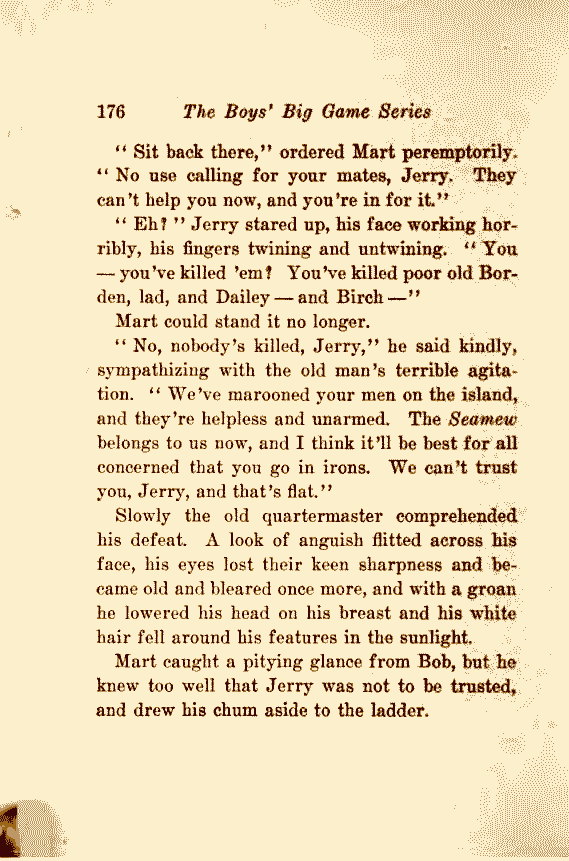 176 The Boys' Big Game Series
“ Sit back there,” ordered Mart peremptorily.
“ No use calling for your mates, Jerry. They
can't help you now, and you're in for it.”
“ Eh? ” Jerry stared up, his face working hor-
ribly, his fingers twining and untwining. “ You
— you've killed 'em? You've killed poor old Bor-
den, lad, and Dailey — and Birch —”
Mart could stand it no longer.
“ No, nobody's killed, Jerry,” he said kindly,
sympathizing with the old man's terrible agita-
tion. “ We've marooned your men on the island,
and they're helpless and unarmed. The Seamew
belongs to us now, and I think it'll be best for all
concerned that you go in irons. We can't trust
you, Jerry, and that's flat.”
Slowly the old quartermaster comprehended
his defeat. A look of anguish flitted across his
face, his eyes lost their keen sharpness and be-
came old and bleared once more, and with a groan
he lowered his head on his breast and his white
hair fell around his features in the sunlight.
Mart caught a pitying glance from Bob, but he
knew too well that Jerry was not to be trusted,
and drew his chum aside to the ladder.